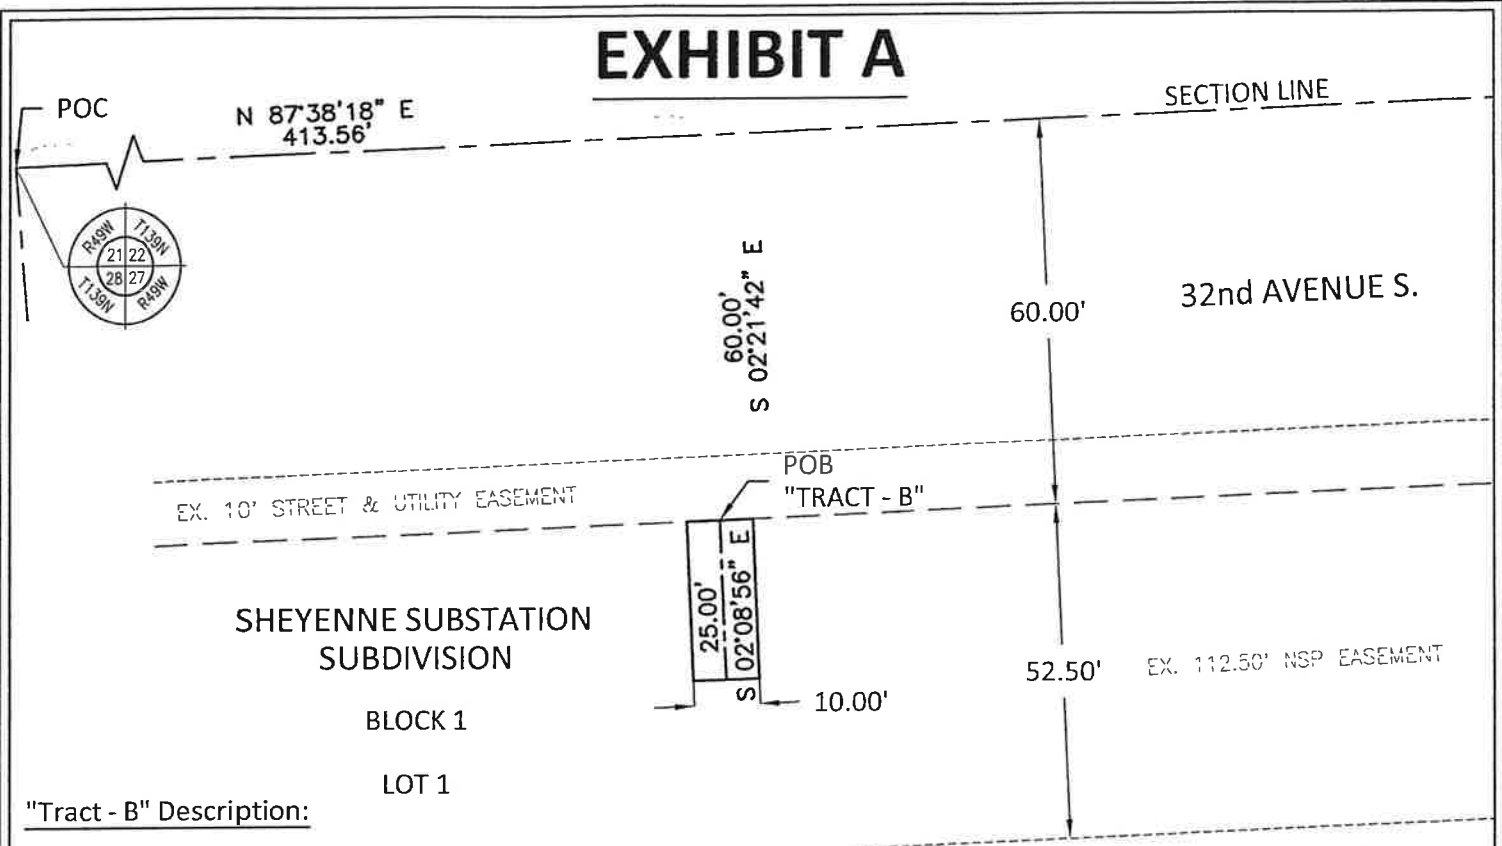 EXHIBIT A
POC
N 87°38'18" E
413.56'
SECTION LINE
R49W
T139N
21 22
28 27
T139N
R49W
60.00'
S 02°21'42" E
60.00'
32nd AVENUE S.
POB
"TRACT - B"
EX. 10' STREET & UTILITY EASEMENT
25.00'
S 02°08'56" E
SHEYENNE SUBSTATION
SUBDIVISION
10.00'
52.50'
EX. 112.50' NSP EASEMENT
BLOCK 1
LOT 1
"Tract - B" Description: